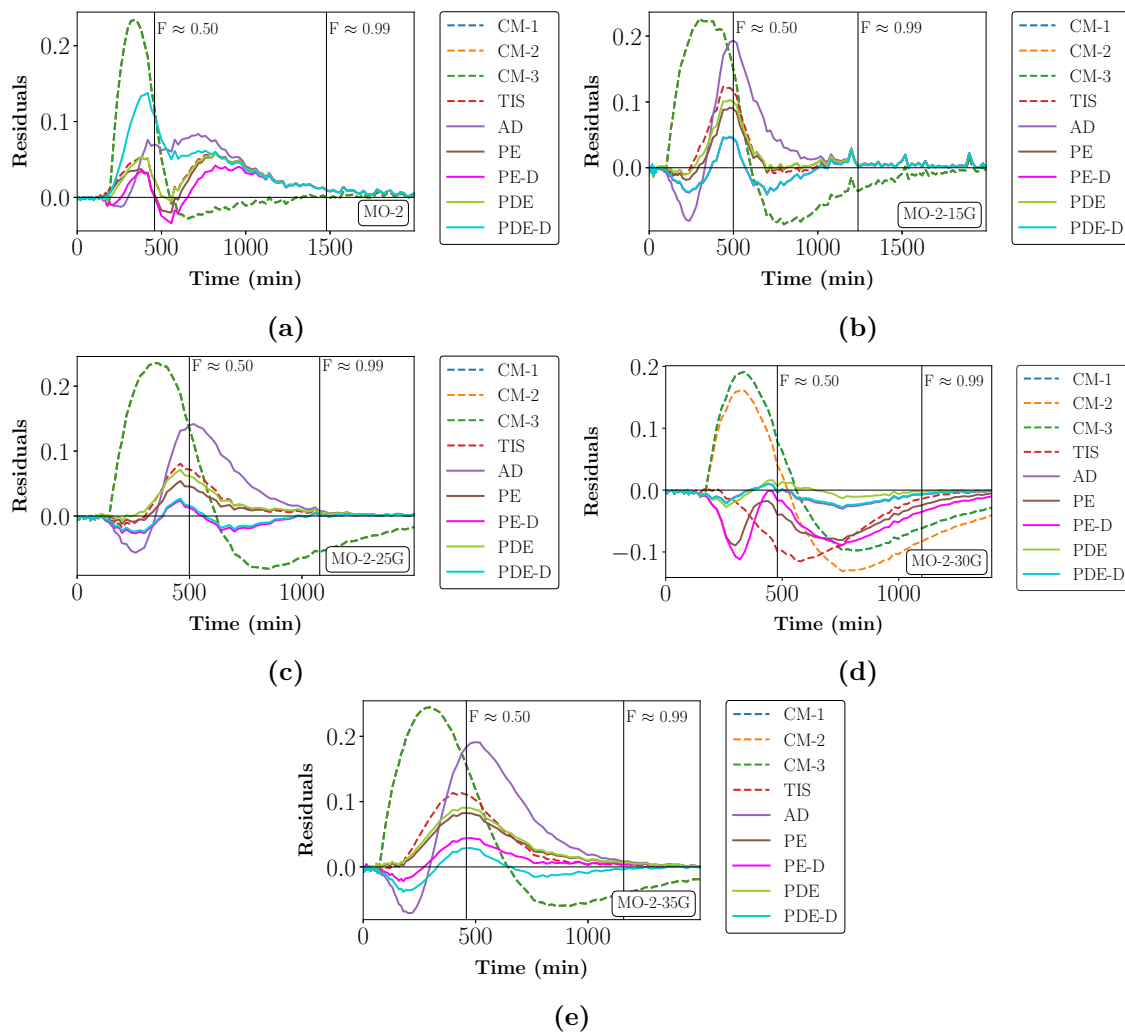 F ≈ 0.50
F ≈ 0.99
Residuals
0.2
0.1
0.0
0
500
1000
1500
MO-2
Time (min)
CM-1
CM-2
CM-3
TIS
AD
PE
PE-D
PDE
PDE-D
(a)
F ≈ 0.50
F ≈ 0.99
Residuals
0.2
0.1
0.0
0
500
1000
1500
MO-2-15G
Time (min)
CM-1
CM-2
CM-3
TIS
AD
PE
PE-D
PDE
PDE-D
(b)
F ≈ 0.50
F ≈ 0.99
Residuals
0.2
0.1
0.0
0
500
1000
MO-2-25G
Time (min)
CM-1
CM-2
CM-3
TIS
AD
PE
PE-D
PDE
PDE-D
(c)
F ≈ 0.50
F ≈ 0.99
Residuals
0.2
0.1
0.0
−0.1
0
500
1000
MO-2-30G
Time (min)
CM-1
CM-2
CM-3
TIS
AD
PE
PE-D
PDE
PDE-D
(d)
F ≈ 0.50
F ≈ 0.99
Residuals
0.2
0.1
0.0
0
500
1000
MO-2-35G
Time (min)
CM-1
CM-2
CM-3
TIS
AD
PE
PE-D
PDE
PDE-D
(e)